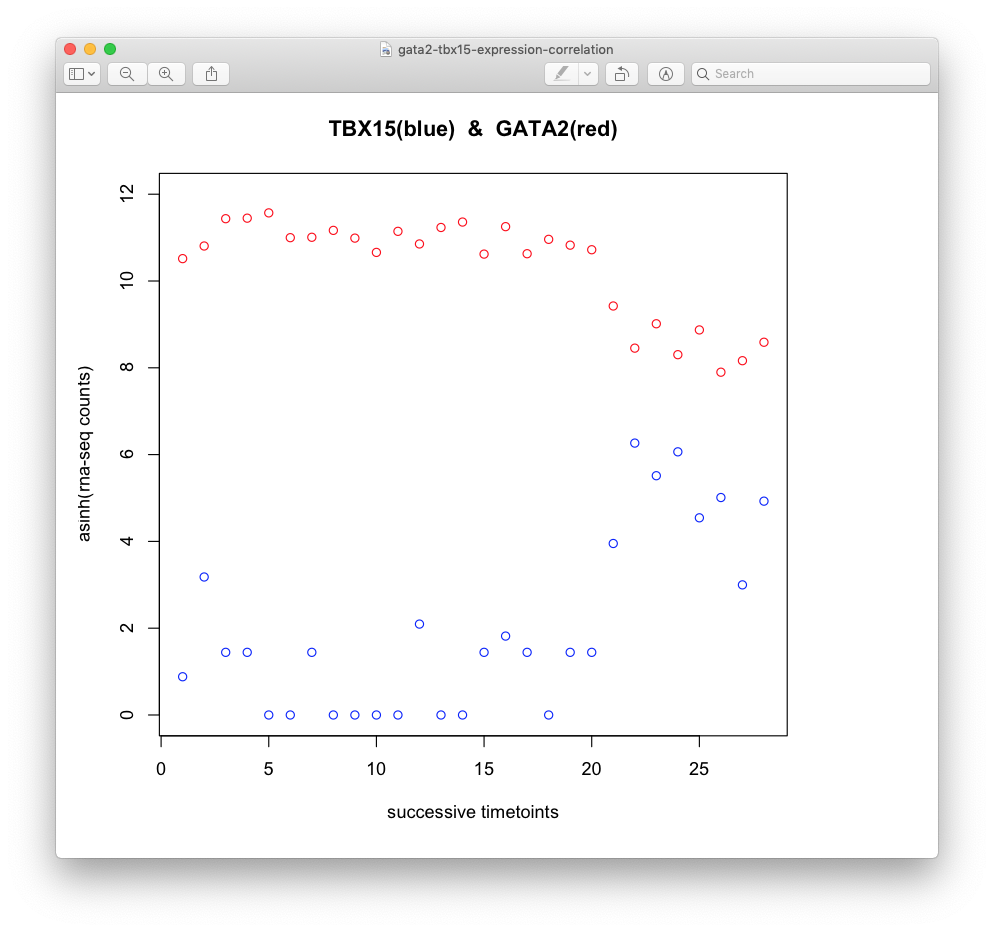 gata2-tbx15-expression-correlation
Search
TBX15(blue) & GATA2(red)
12
10
8
6
4
2
0
asinh(rna-seq counts)
0 5 10 15 20 25
successive timetoints